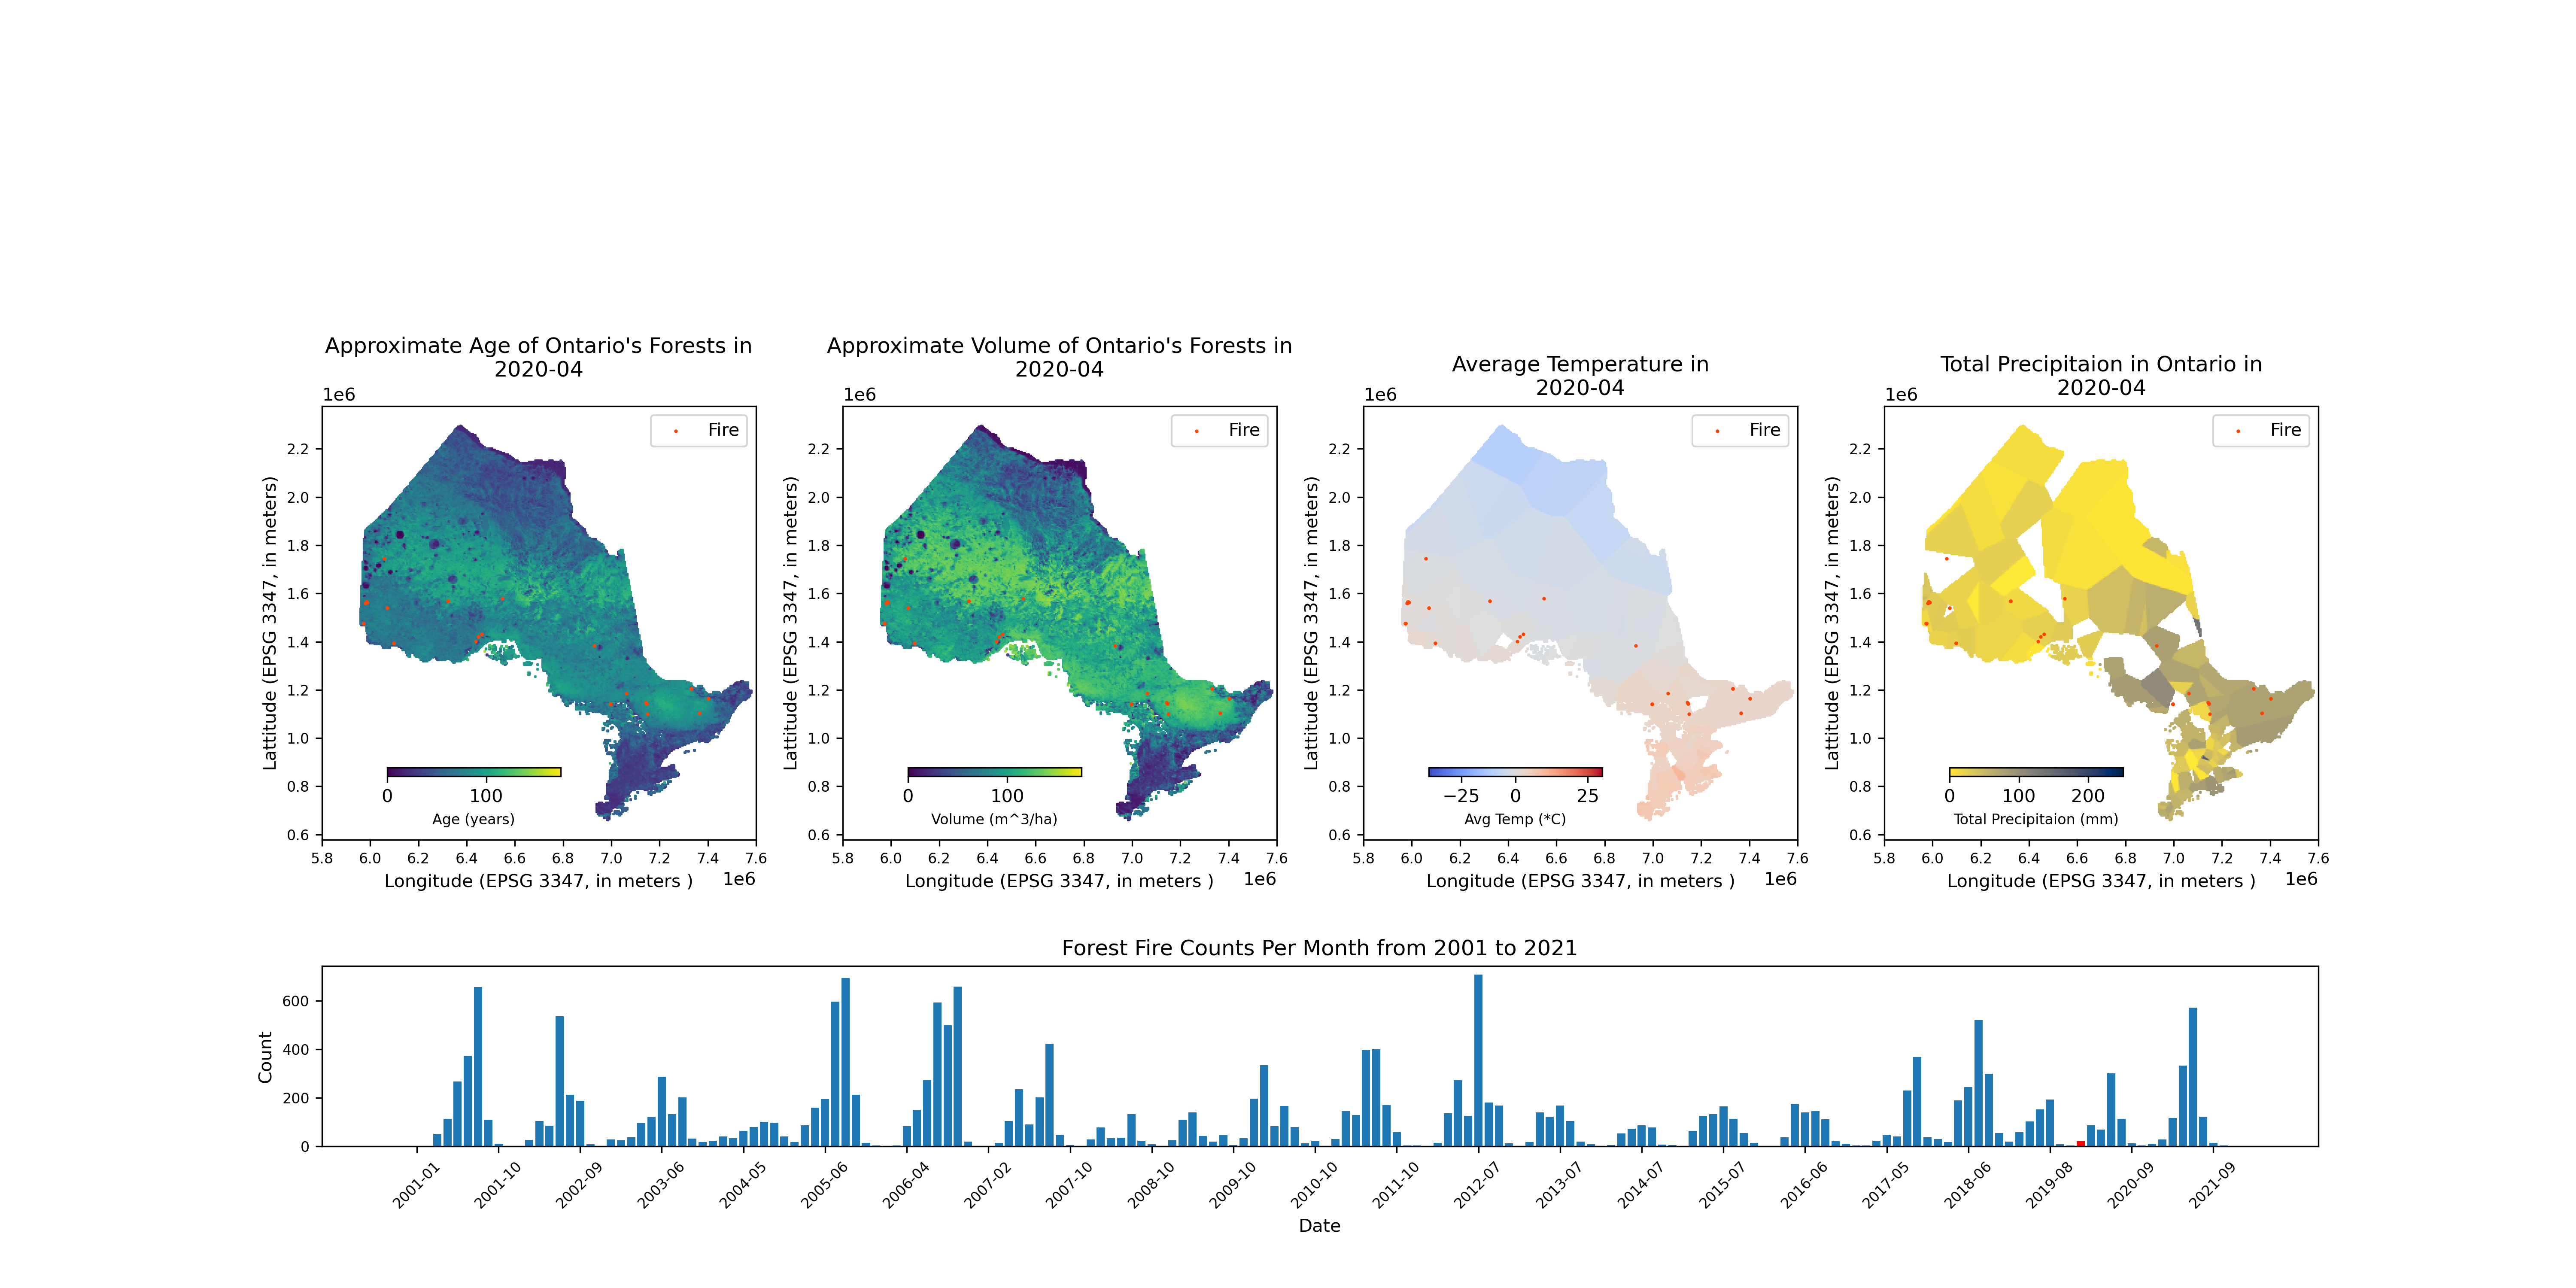 Approximate Age of Ontario's Forests in
2020-04
1e6
Fire
2.2
2.0
1.8
1.6
1.4
1.2
1.0
0.8
0.6
Lattitude (EPSG 3347, in meters)
0 100
Age (years)
5.8 6.0 6.2 6.4 6.6 6.8 7.0 7.2 7.4 7.6
Longitude (EPSG 3347, in meters )
1e6
Approximate Volume of Ontario's Forests in
2020-04
1e6
Fire
2.2
2.0
1.8
1.6
1.4
1.2
1.0
0.8
0.6
Lattitude (EPSG 3347, in meters)
0 100
Volume (m^3/ha)
5.8 6.0 6.2 6.4 6.6 6.8 7.0 7.2 7.4 7.6
Longitude (EPSG 3347, in meters )
1e6
Average Temperature in
2020-04
1e6
Fire
2.2
2.0
1.8
1.6
1.4
1.2
1.0
0.8
0.6
Lattitude (EPSG 3347, in meters)
−25 0 25
Avg Temp (*C)
5.8 6.0 6.2 6.4 6.6 6.8 7.0 7.2 7.4 7.6
Longitude (EPSG 3347, in meters )
1e6
Total Precipitaion in Ontario in
2020-04
1e6
Fire
2.2
2.0
1.8
1.6
1.4
1.2
1.0
0.8
0.6
Lattitude (EPSG 3347, in meters)
0 100 200
Total Precipitaion (mm)
5.8 6.0 6.2 6.4 6.6 6.8 7.0 7.2 7.4 7.6
Longitude (EPSG 3347, in meters )
1e6
Forest Fire Counts Per Month from 2001 to 2021
600
400
200
0
Count
2001-01 2001-10 2002-09 2003-06 2004-05 2005-06 2006-04 2007-02 2007-10 2008-10 2009-10 2010-10 2011-10 2012-07 2013-07 2014-07 2015-07 2016-06 2017-05 2018-06 2019-08 2020-09 2021-09
Date